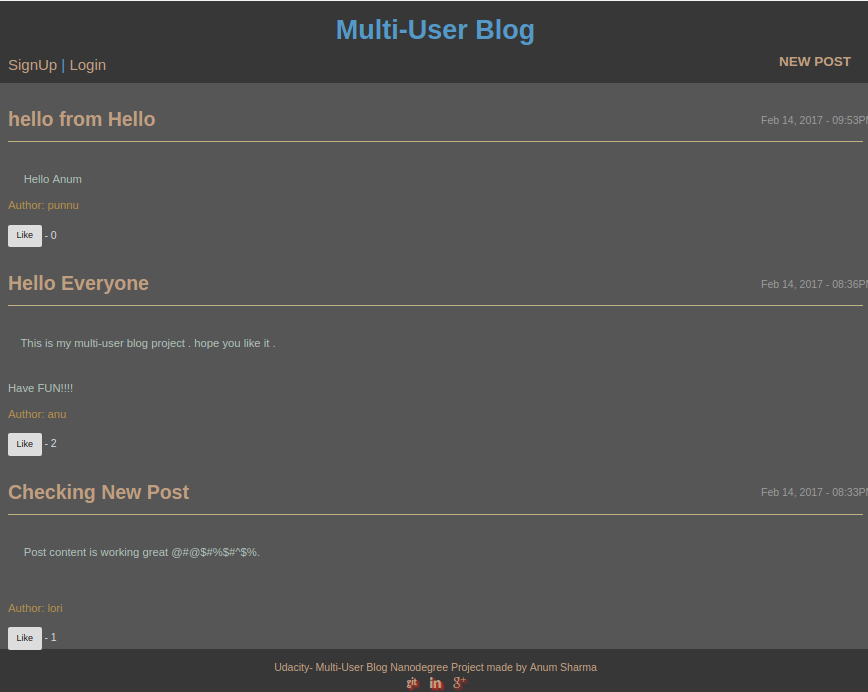 Multi-User Blog
SignUp | Login
NEW POST
hello from Hello
Feb 14, 2017 - 09:53P
Hello Anum
Author: punnu
Like - 0
Hello Everyone
Feb 14, 2017 - 08:36P
This is my multi-user blog project . hope you like it .
Have FUN!!!!
Author: anu
Like - 2
Checking New Post
Feb 14, 2017 - 08:33P
Post content is working great @#@$#%$#^$%.
Author: lori
Like - 1
Udacity- Multi-User Blog Nanodegree Project made by Anum Sharma
git in g+